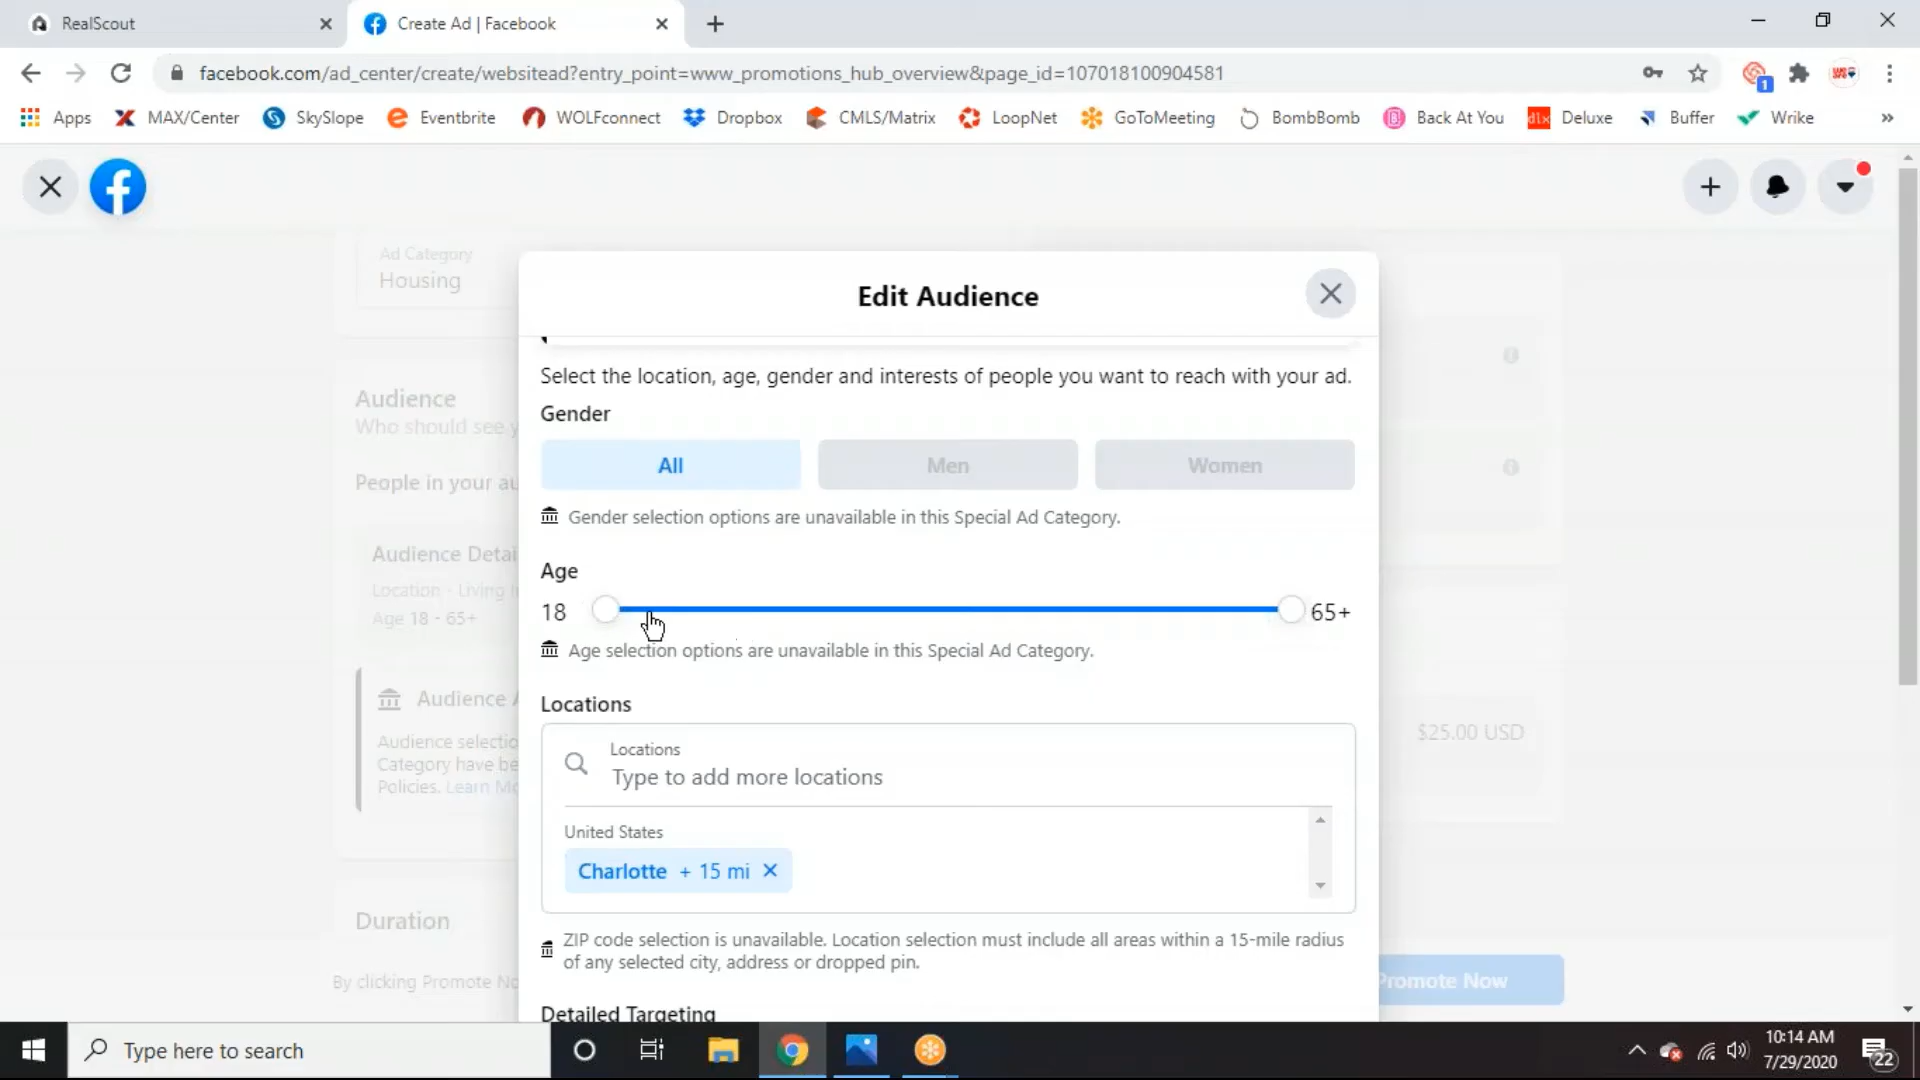 RealScout
Create Ad | Facebook
facebook.com/ad_center/create/websitead?entry_point=www_promotions_hub_overview&page_id=107018100904581
1
Apps MAX/Center SkySlope Eventbrite WOLFconnect Dropbox CMLS/Matrix LoopNet GoToMeeting BombBomb Back At You dlx Deluxe Buffer Wrike »
Ad Category
Housing
Audience
Who should see y
People in your au
Audience Detai
Location - Living I
Age 18 - 65+
Audience A
Audience selectio
Category have be
Policies. Learn Mo
Duration
By clicking Promote No
Edit Audience
Select the location, age, gender and interests of people you want to reach with your ad.
Gender
All Men Women
Gender selection options are unavailable in this Special Ad Category.
Age
18 65+
Age selection options are unavailable in this Special Ad Category.
Locations
Locations
Type to add more locations
United States
Charlotte + 15 mi
ZIP code selection is unavailable. Location selection must include all areas within a 15-mile radius
of any selected city, address or dropped pin.
Detailed Targeting
$25.00 USD
Promote Now
Type here to search
10:14 AM
7/29/2020
22